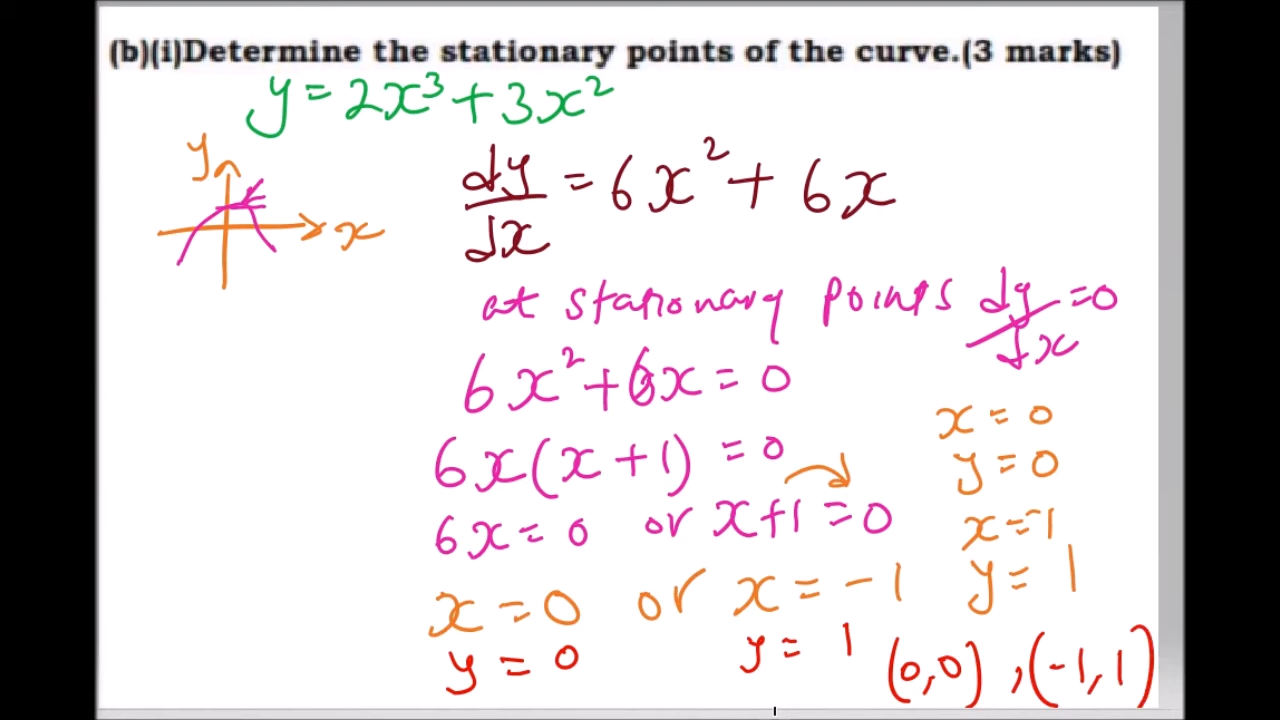 (b)(i)Determine the stationary points of the curve.(3 marks)
y = 2x³ + 3x²
y
x
dy/dx = 6x² + 6x
at stationary points dy/dx = 0
6x² + 6x = 0
6x(x + 1) = 0
6x = 0 or x + 1 = 0
x = 0 or x = -1
y = 0 y = 1
x = 0
y = 0
x = -1
y = 1
(0,0) , (-1,1)